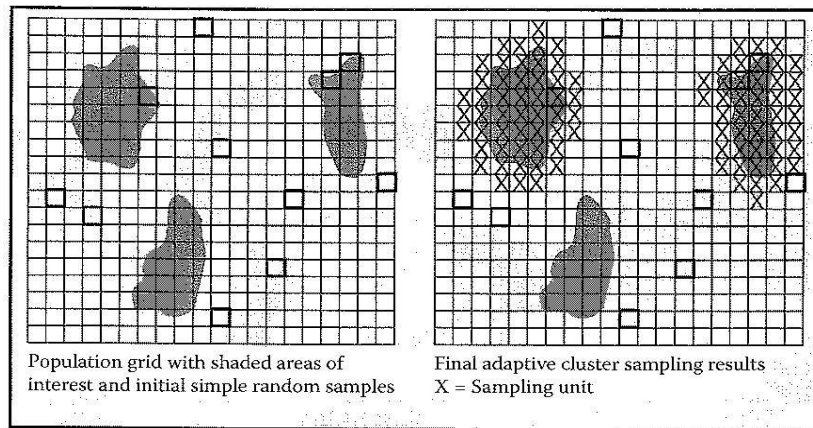 Population grid with shaded areas of
interest and initial simple random samples
Final adaptive cluster sampling results
X = Sampling unit